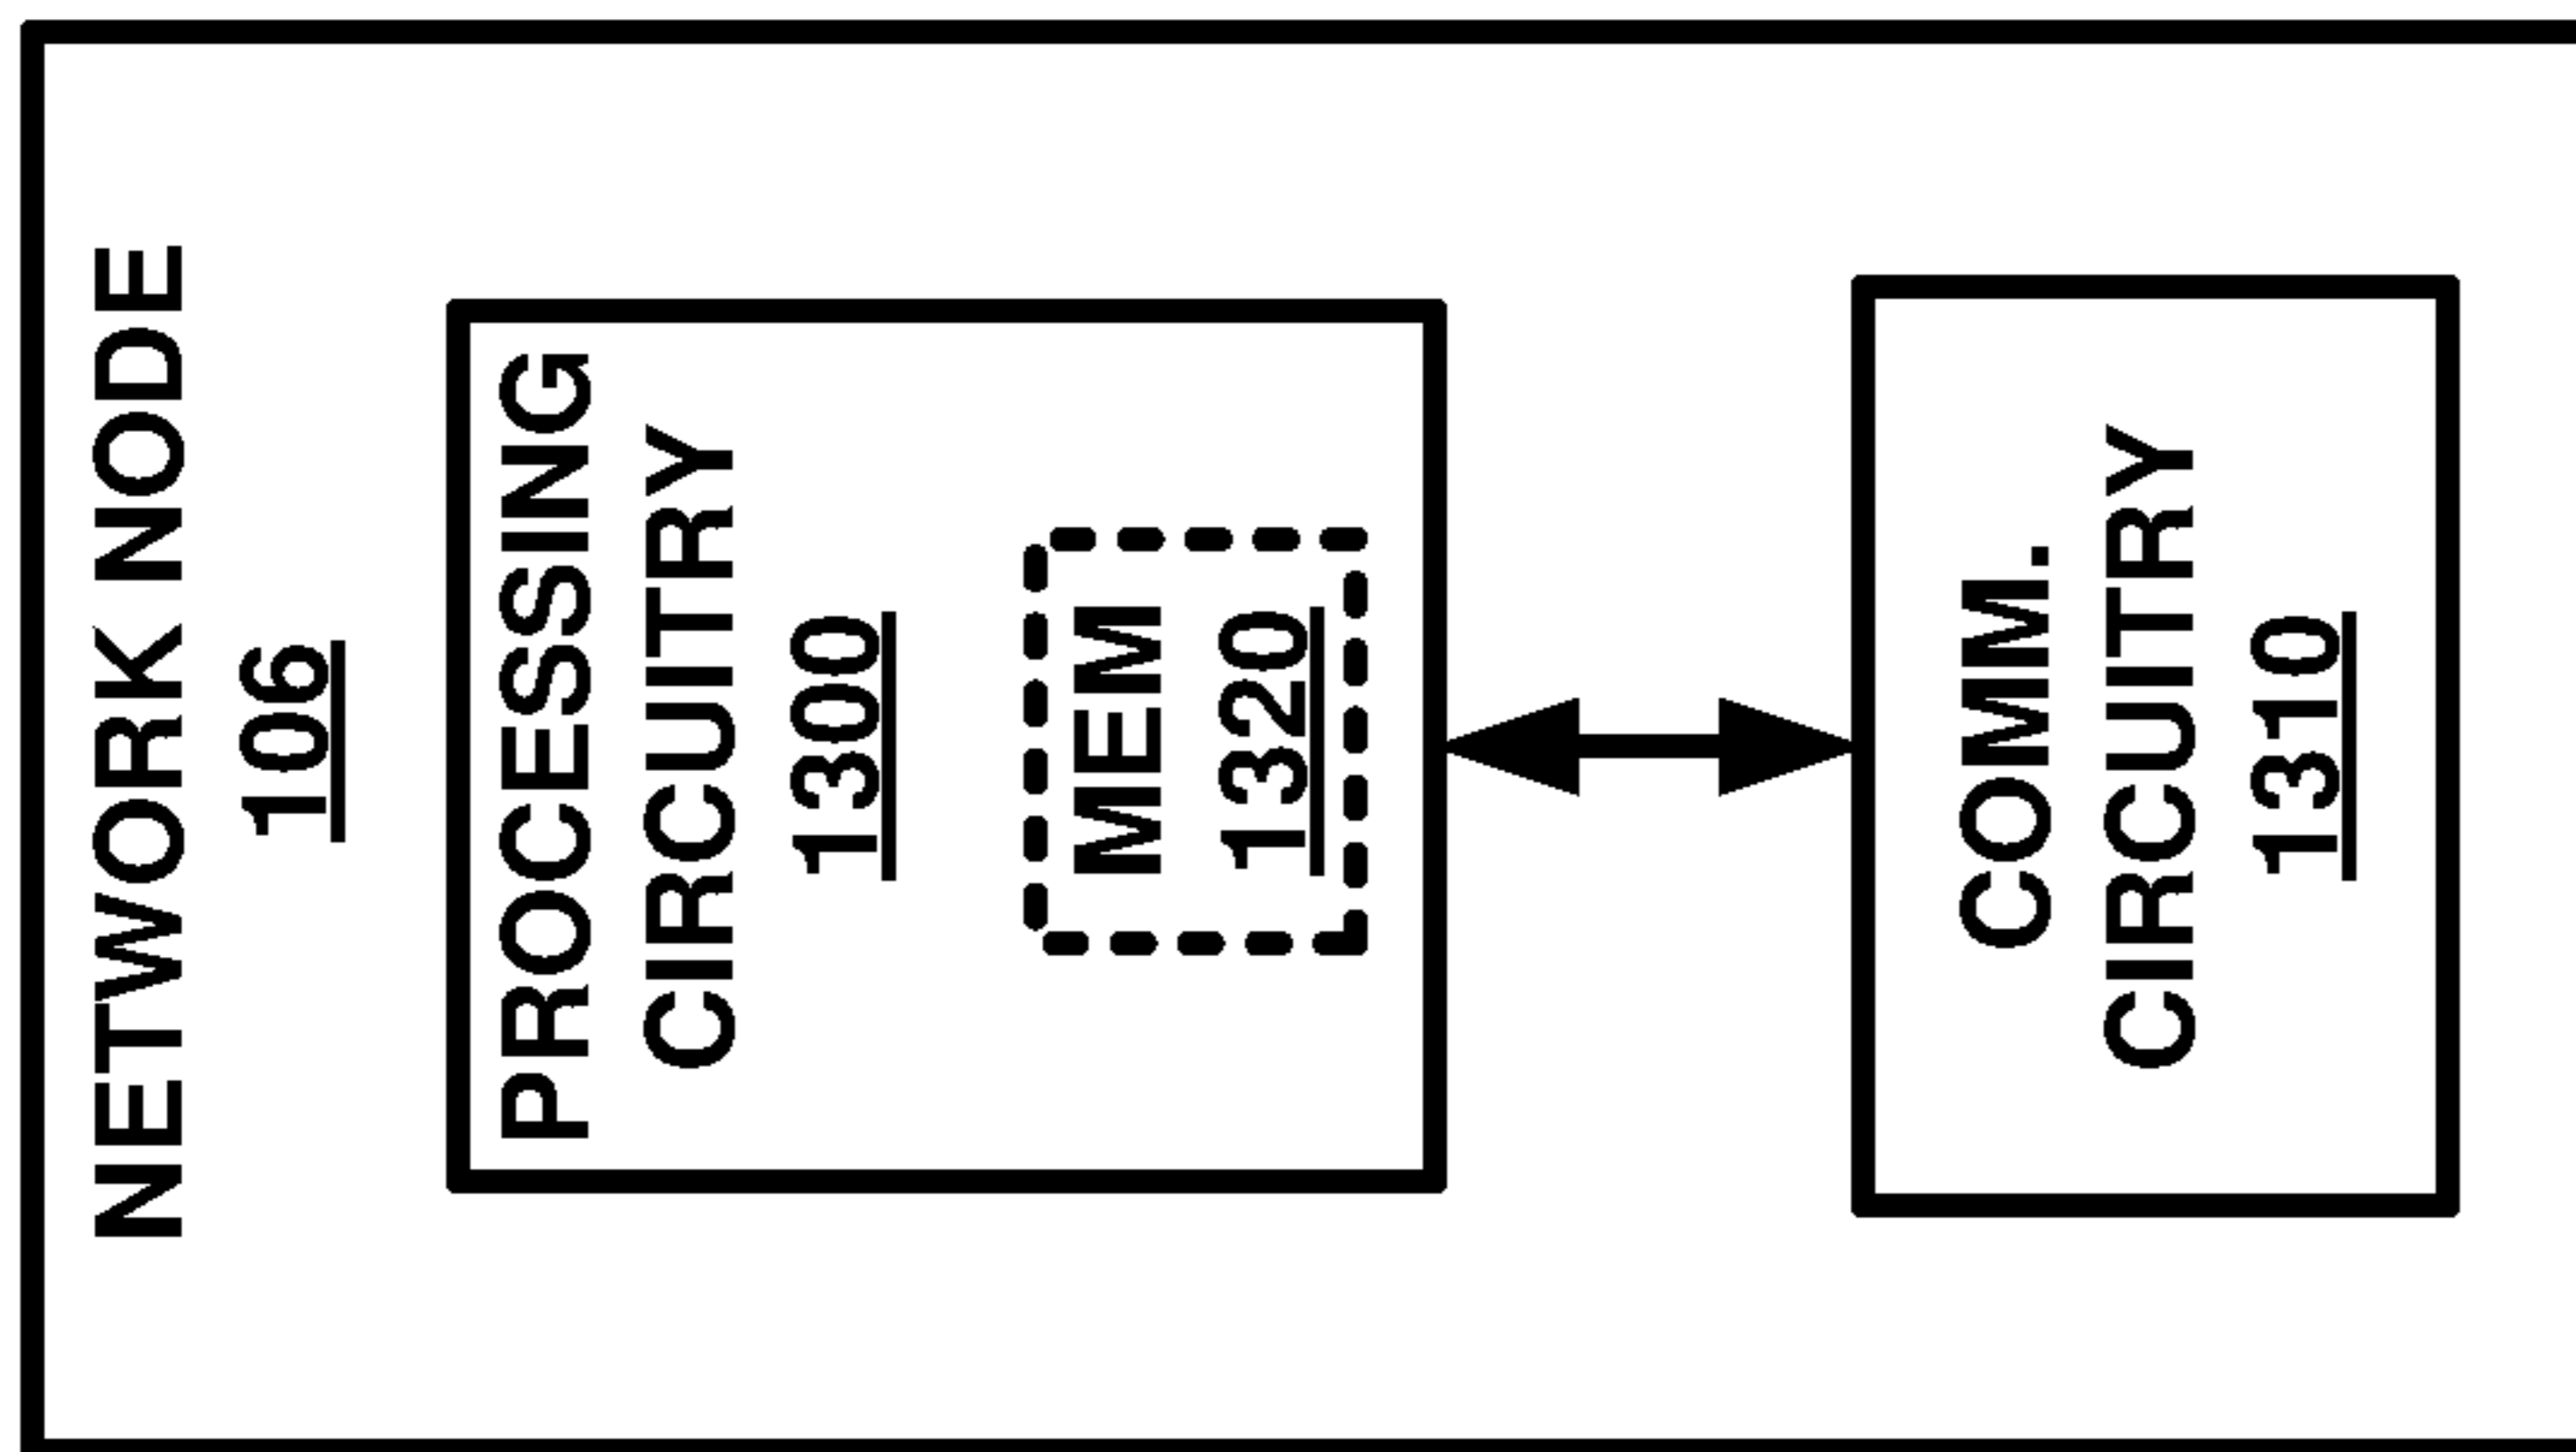 NETWORK NODE
106
PROCESSING
CIRCUITRY
1300
MEM
1320
COMM.
CIRCUITRY
1310